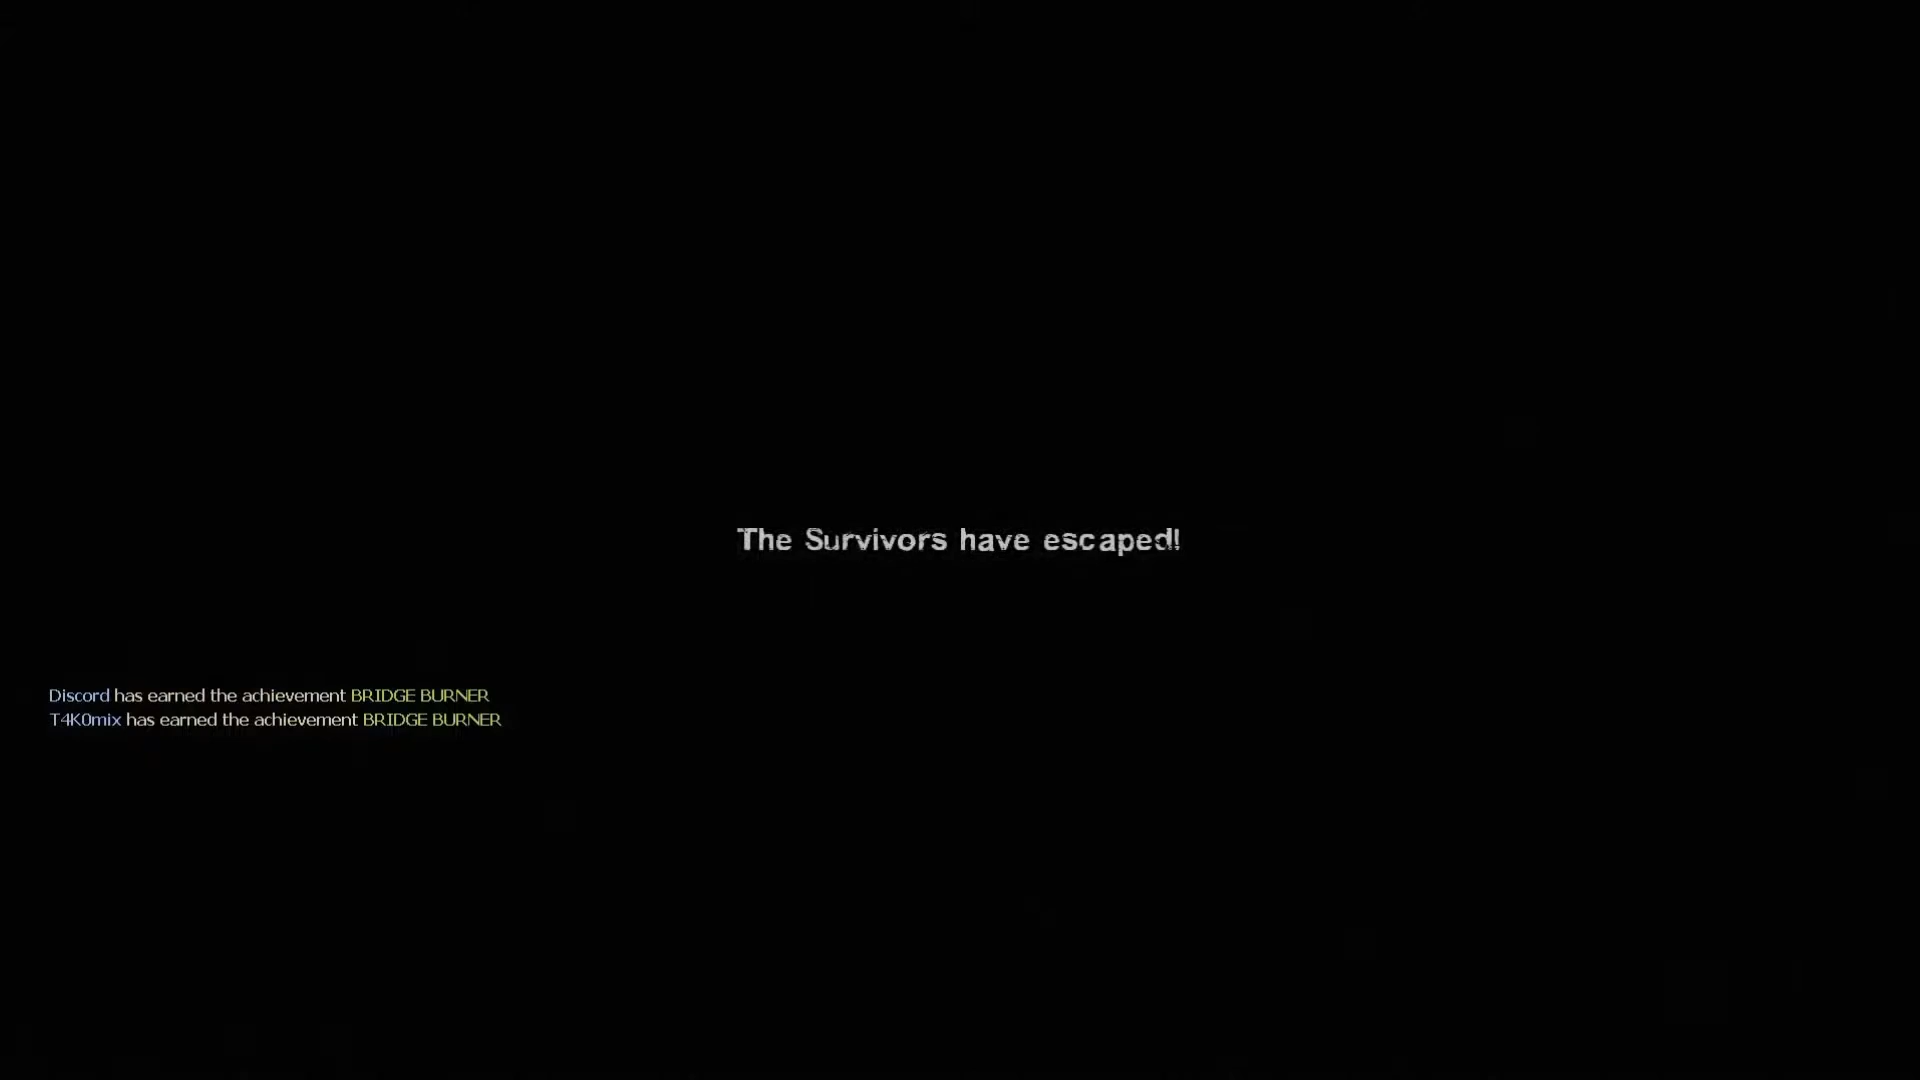 The Survivors have escaped!
Discord has earned the achievement BRIDGE BURNER
T4K0mix has earned the achievement BRIDGE BURNER